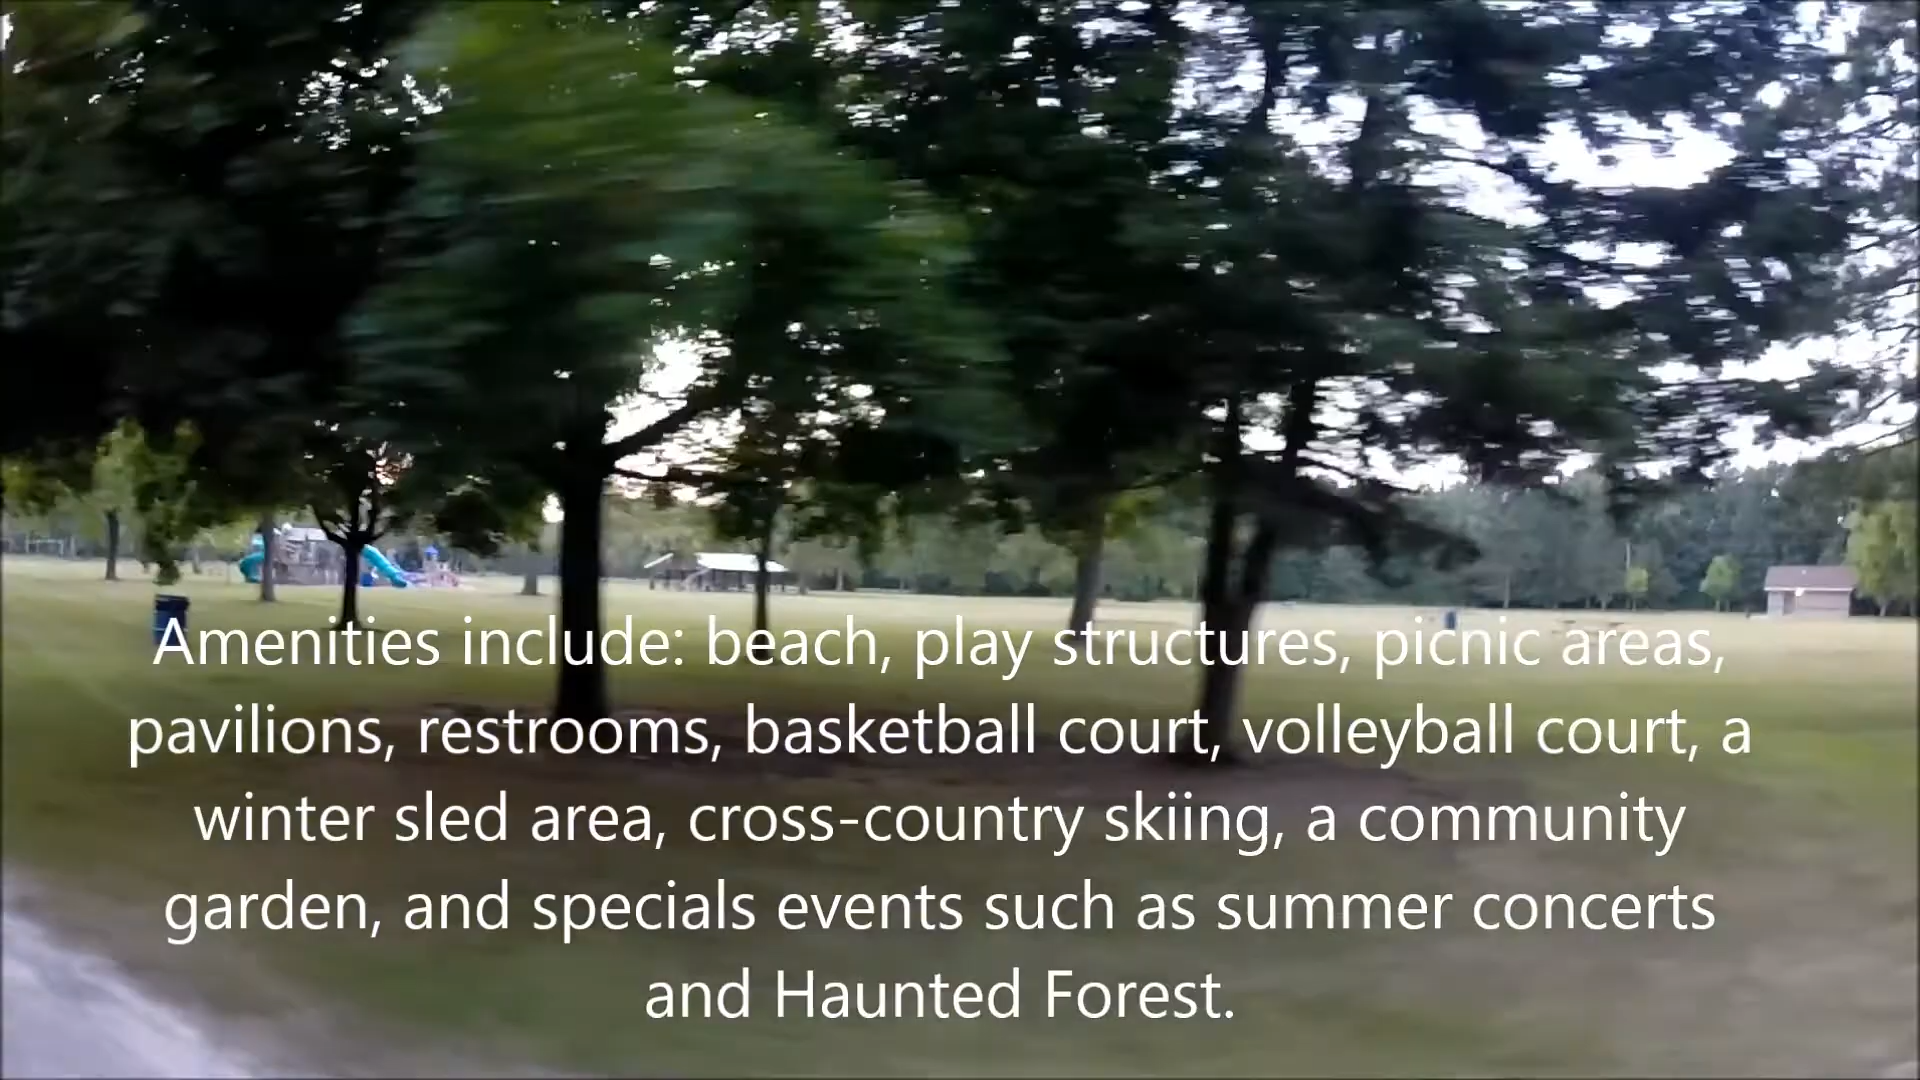 Amenities include: beach, play structures, picnic areas,
pavilions, restrooms, basketball court, volleyball court, a
winter sled area, cross-country skiing, a community
garden, and specials events such as summer concerts
and Haunted Forest.